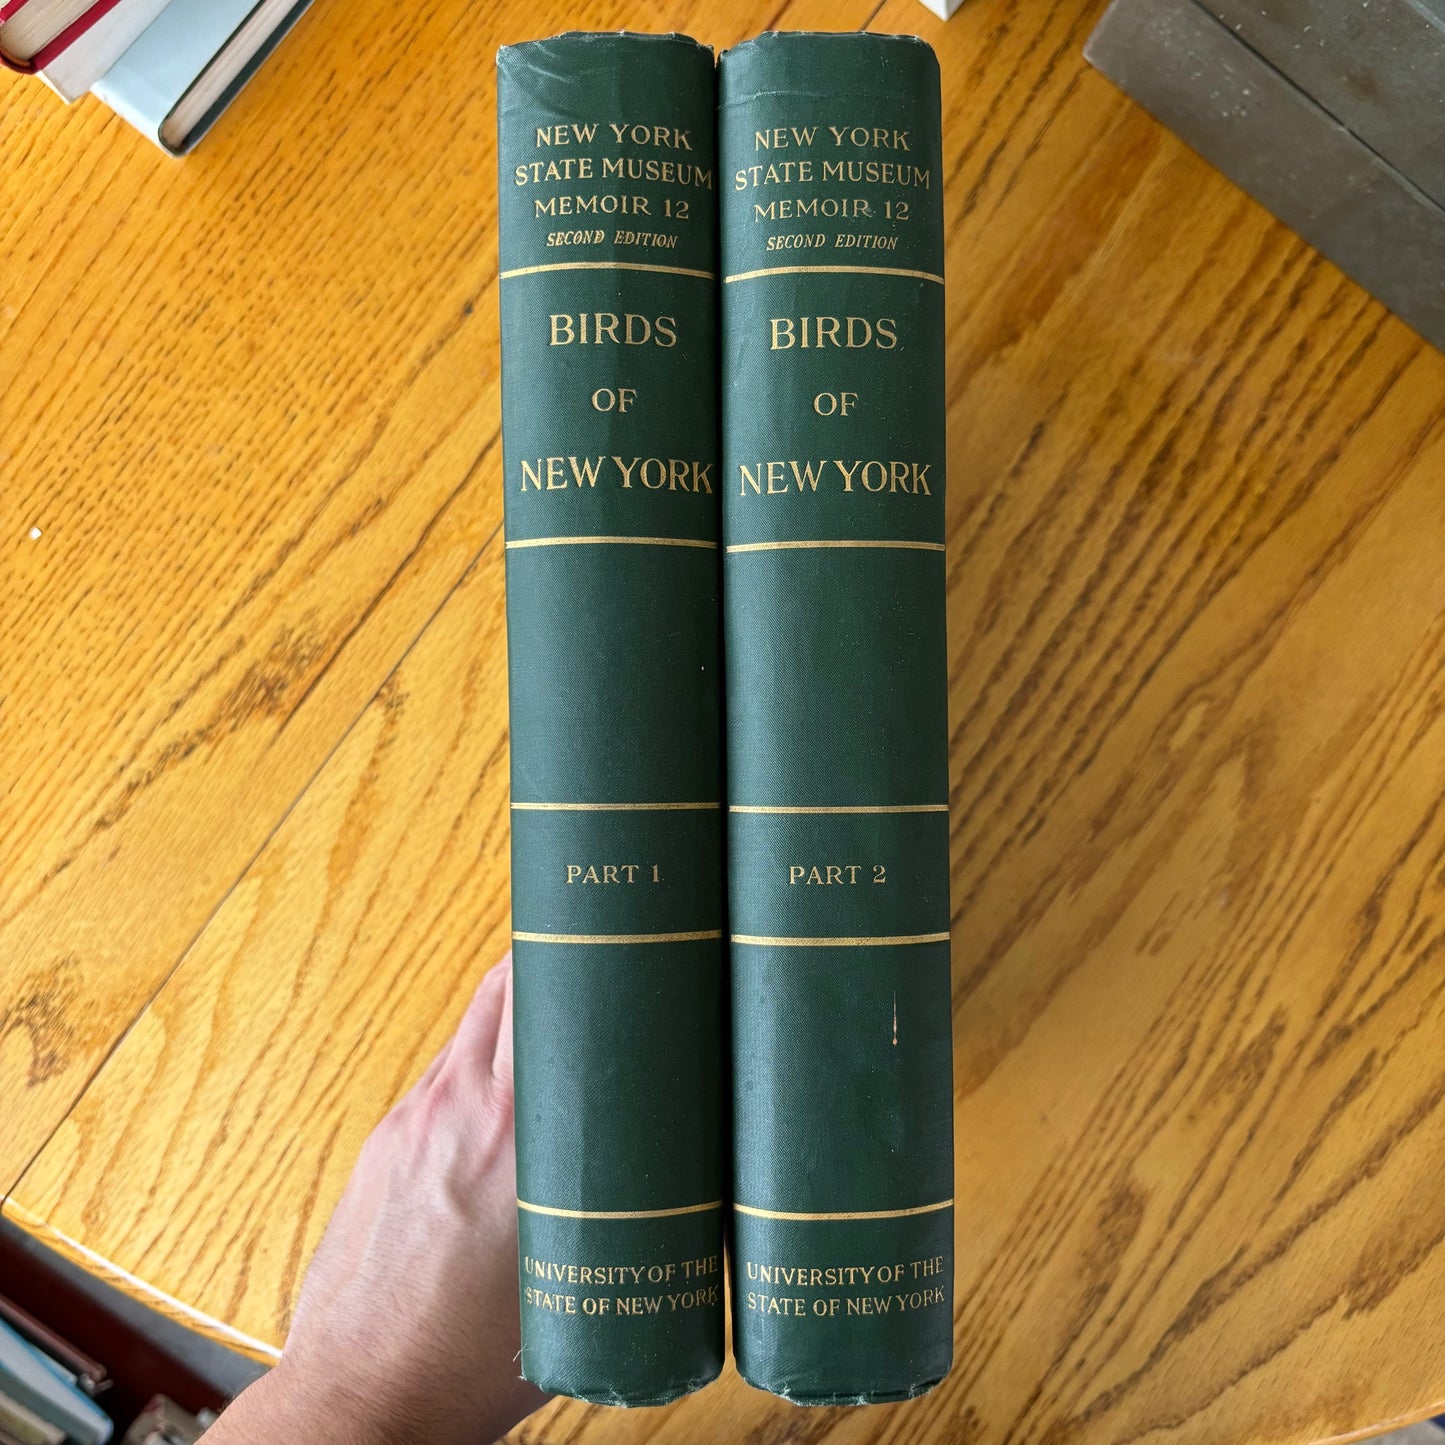 NEW YORK
STATE MUSEUM
MEMOIR 12
SECOND EDITION
BIRDS
OF
NEW YORK
PART 1
UNIVERSITY OF THE
STATE OF NEW YORK
NEW YORK
STATE MUSEUM
MEMOIR 12
SECOND EDITION
BIRDS
OF
NEW YORK
PART 2
UNIVERSITY OF THE
STATE OF NEW YORK